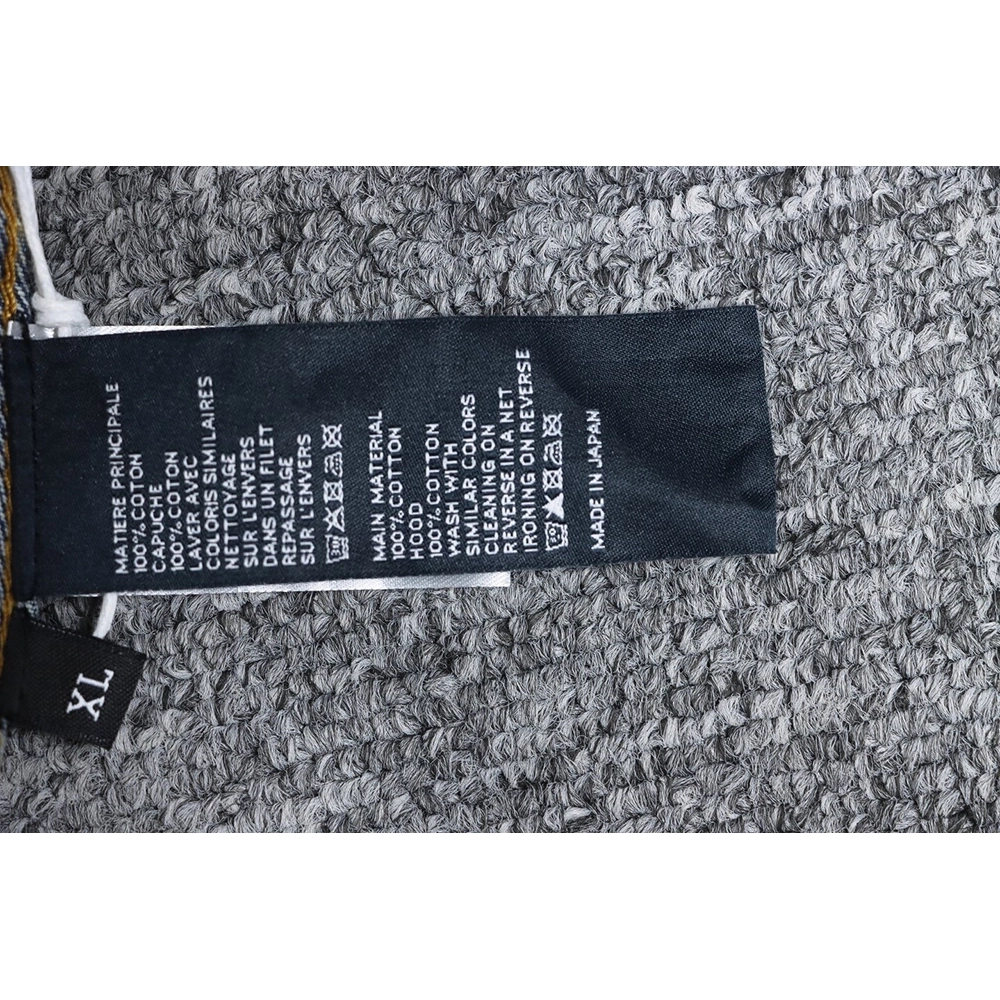 MATIERE PRINCIPALE
100%COTON
CAPUCHE
100%COTON
LAVER AVEC
COLORIS SIMILAIRES
NETTOYAGE
SUR L'ENVERS
DANS UN FILET
REPASSAGE
SUR L'ENVERS
MAIN MATERIAL
100%COTTON
HOOD
100%COTTON
WASH WITH
SIMILAR COLORS
CLEANING ON
REVERSE IN A NET
IRONING ON REVERSE
MADE IN JAPAN
XL